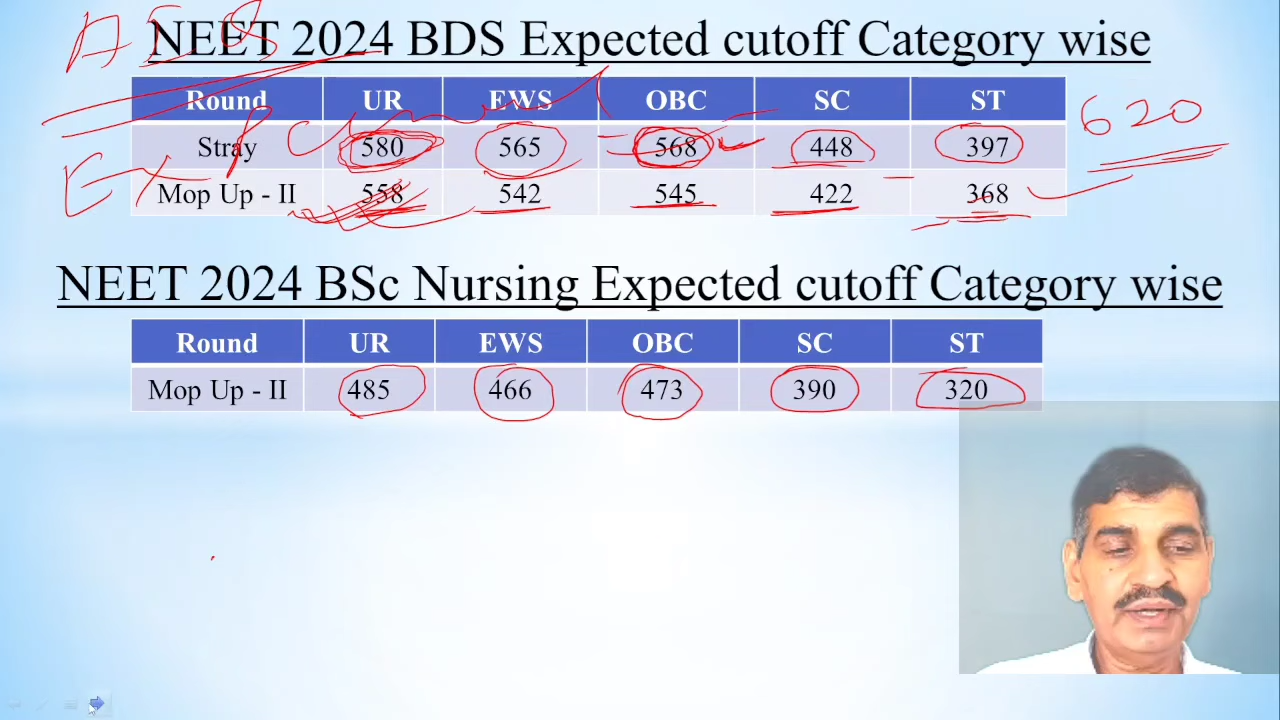 NEET 2024 BDS Expected cutoff Category wise
Round UR EWS OBC SC ST
Stray 580 565 568 448 397
Mop Up - II 558 542 545 422 368
620
NEET 2024 BSc Nursing Expected cutoff Category wise
Round UR EWS OBC SC ST
Mop Up - II 485 466 473 390 320